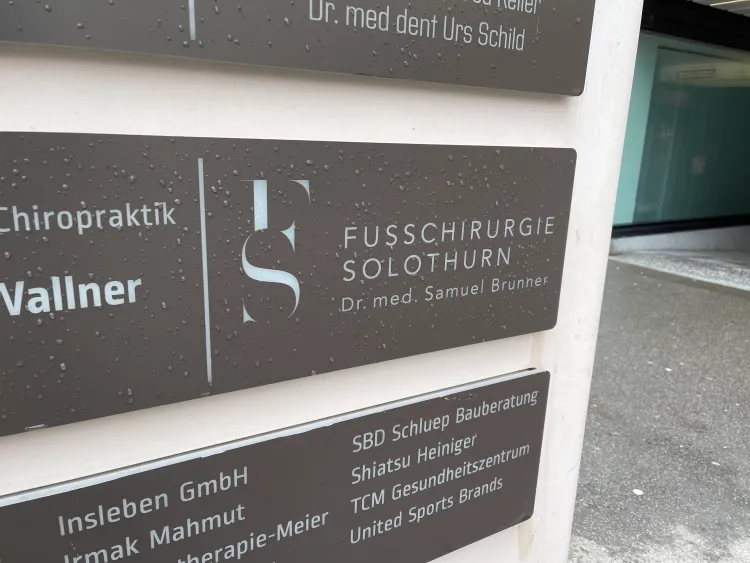 Dr. med dent Urs Schild
Chiropraktik
Wallner
FS
FUSSCHIRURGIE
SOLOTHURN
Dr. med. Samuel Brunner
Insleben GmbH
Irmak Mahmut
therapie-Meier
SBD Schluep Bauberatung
Shiatsu Heiniger
TCM Gesundheitszentrum
United Sports Brands